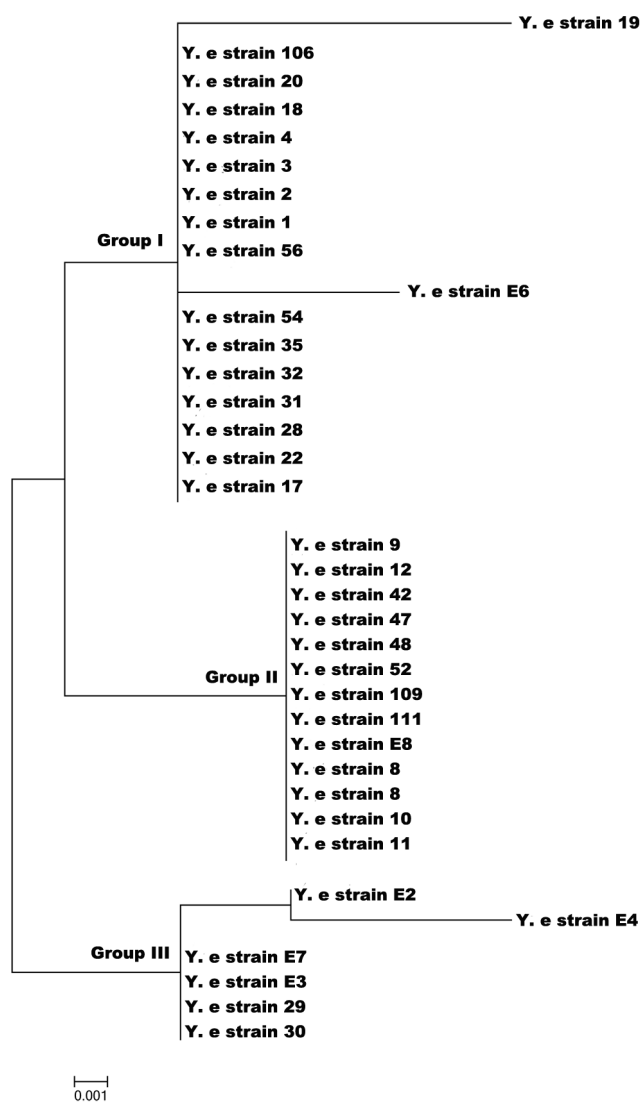 Y. e strain 19
Y. e strain 106
Y. e strain 20
Y. e strain 18
Y. e strain 4
Y. e strain 3
Y. e strain 2
Y. e strain 1
Group I
Y. e strain 56
Y. e strain E6
Y. e strain 54
Y. e strain 35
Y. e strain 32
Y. e strain 31
Y. e strain 28
Y. e strain 22
Y. e strain 17
Y. e strain 9
Y. e strain 12
Y. e strain 42
Y. e strain 47
Y. e strain 48
Y. e strain 52
Group II
Y. e strain 109
Y. e strain 111
Y. e strain E8
Y. e strain 8
Y. e strain 8
Y. e strain 10
Y. e strain 11
Y. e strain E2
Y. e strain E4
Group III
Y. e strain E7
Y. e strain E3
Y. e strain 29
Y. e strain 30
0.001